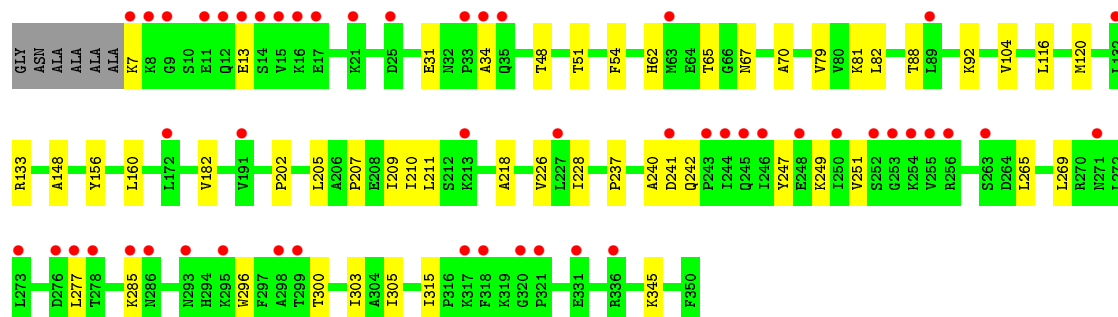 GLY ASN ALA ALA ALA ALA K7 K8 G9 S10 E11 Q12 E13 S14 V15 K16 E17 K21 D25 E31 N32 P33 A34 Q35 T48 T51 F54 H62 M63 E64 T65 G66 N67 A70 V79 V80 K81 L82 T88 L89 K92 V104 L116 M120 L132
R133 A148 Y156 L160 L172 V182 V191 P202 L205 A206 P207 E208 I209 I210 L211 S212 K213 A218 V226 L227 I228 P237 A240 D241 Q242 P243 I244 Q245 I246 Y247 E248 K249 I250 V251 S252 G253 K254 V255 R256 S263 D264 L265 L269 R270 N271 L272
L273 D276 L277 T278 K285 N286 N293 H294 K295 W296 F297 A298 T299 T300 I303 A304 I305 I315 P316 K317 F318 K319 G320 P321 E331 R336 K345 F350